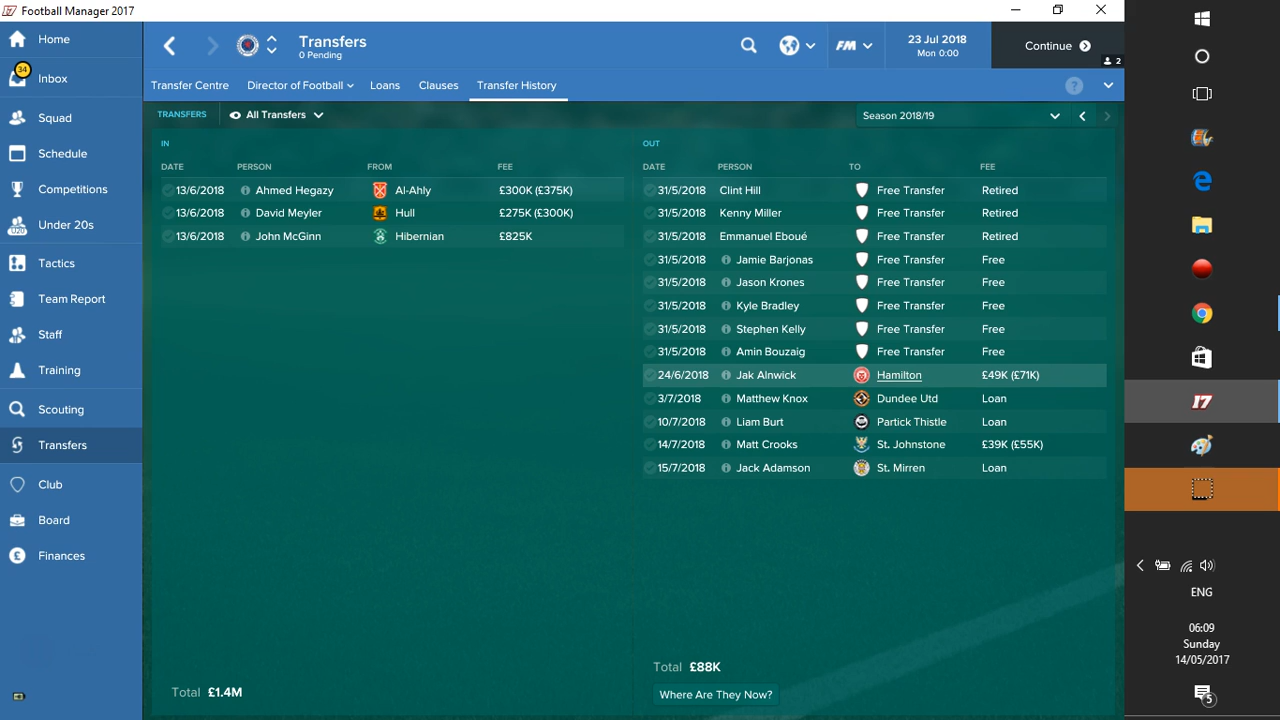 Football Manager 2017
Home
34
Inbox
Squad
Schedule
Competitions
U20
Under 20s
Tactics
Team Report
Staff
Training
Scouting
Transfers
Club
Board
£ Finances
Transfers
0 Pending
FM
23 Jul 2018
Mon 0:00
Continue
2
Transfer Centre Director of Football Loans Clauses Transfer History
?
TRANSFERS All Transfers Season 2018/19
IN
DATE PERSON FROM FEE
13/6/2018 i Ahmed Hegazy Al-Ahly £300K (£375K)
13/6/2018 i David Meyler Hull £275K (£300K)
13/6/2018 i John McGinn Hibernian £825K
Total £1.4M
OUT
DATE PERSON TO FEE
31/5/2018 Clint Hill Free Transfer Retired
31/5/2018 Kenny Miller Free Transfer Retired
31/5/2018 Emmanuel Eboué Free Transfer Retired
31/5/2018 i Jamie Barjonas Free Transfer Free
31/5/2018 i Jason Krones Free Transfer Free
31/5/2018 i Kyle Bradley Free Transfer Free
31/5/2018 i Stephen Kelly Free Transfer Free
31/5/2018 i Amin Bouzaig Free Transfer Free
24/6/2018 i Jak Alnwick Hamilton £49K (£71K)
3/7/2018 i Matthew Knox Dundee Utd Loan
10/7/2018 i Liam Burt Partick Thistle Loan
14/7/2018 i Matt Crooks St. Johnstone £39K (£55K)
15/7/2018 i Jack Adamson St. Mirren Loan
Total £88K
Where Are They Now?
17
ENG
06:09
Sunday
14/05/2017
5